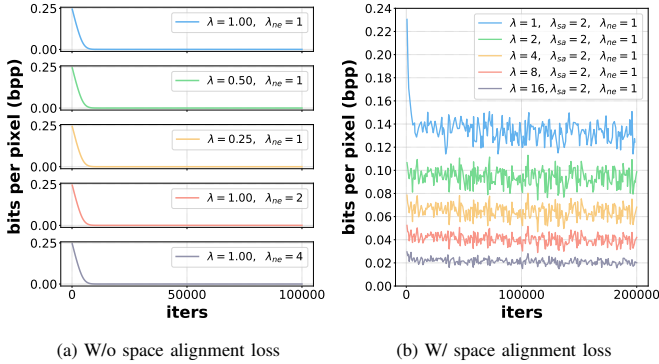 bits per pixel (bpp)
0.25
0.00
λ = 1.00, λne = 1
0.25
0.00
λ = 0.50, λne = 1
0.25
0.00
λ = 0.25, λne = 1
0.25
0.00
λ = 1.00, λne = 2
0.25
0.00
λ = 1.00, λne = 4
0 50000 100000
iters
(a) W/o space alignment loss
bits per pixel (bpp)
0.24
0.22
0.20
0.18
0.16
0.14
0.12
0.10
0.08
0.06
0.04
0.02
0.00
λ = 1, λsa = 2, λne = 1
λ = 2, λsa = 2, λne = 1
λ = 4, λsa = 2, λne = 1
λ = 8, λsa = 2, λne = 1
λ = 16, λsa = 2, λne = 1
0 100000 200000
iters
(b) W/ space alignment loss